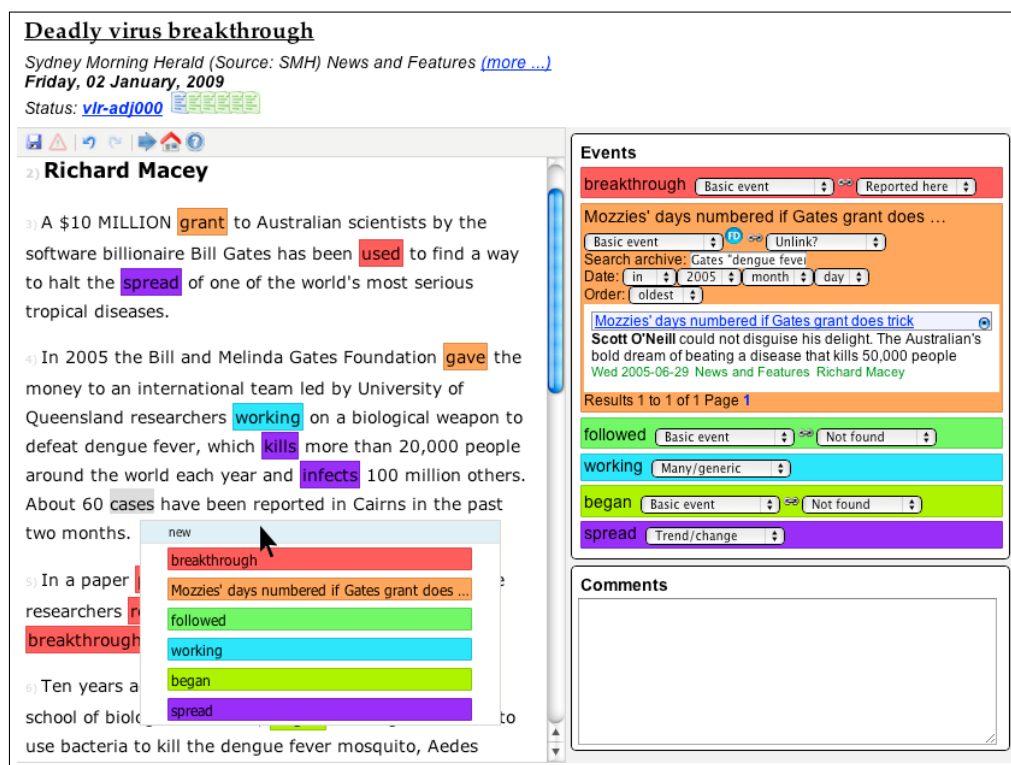 Deadly virus breakthrough
Sydney Morning Herald (Source: SMH) News and Features (more ...)
Friday, 02 January, 2009
Status: vlr-adj000
2) Richard Macey
3) A $10 MILLION grant to Australian scientists by the
software billionaire Bill Gates has been used to find a way
to halt the spread of one of the world's most serious
tropical diseases.
4) In 2005 the Bill and Melinda Gates Foundation gave the
money to an international team led by University of
Queensland researchers working on a biological weapon to
defeat dengue fever, which kills more than 20,000 people
around the world each year and infects 100 million others.
About 60 cases have been reported in Cairns in the past
two months.
new
breakthrough
Mozzies' days numbered if Gates grant does ...
followed
working
began
spread
5) In a paper
researchers
breakthrough
6) Ten years
school of
to
use bacteria to kill the dengue fever mosquito, Aedes
Events
breakthrough Basic event Reported here
Mozzies' days numbered if Gates grant does ...
Basic event FD Unlink?
Search archive: Gates "dengue fever
Date: in 2005 month day
Order: oldest
Mozzies' days numbered if Gates grant does trick
Scott O'Neill could not disguise his delight. The Australian's
bold dream of beating a disease that kills 50,000 people
Wed 2005-06-29 News and Features Richard Macey
Results 1 to 1 of 1 Page 1
followed Basic event Not found
working Many/generic
began Basic event Not found
spread Trend/change
Comments